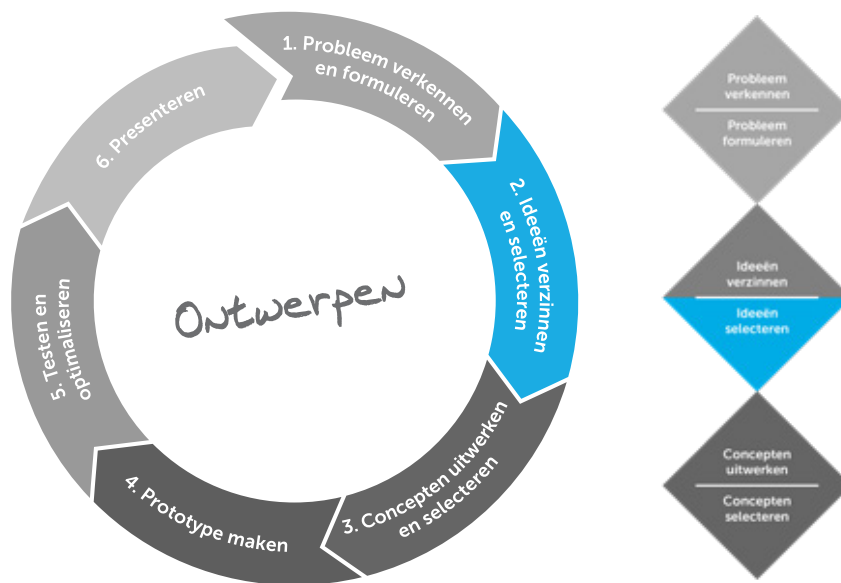 1. Probleem verkennen
en formuleren
2. Ideeën verzinnen
en selecteren
3. Concepten uitwerken
en selecteren
4. Prototype maken
5. Testen en
optimaliseren
6. Presenteren
Ontwerpen
Probleem
verkennen
Probleem
formuleren
Ideeën
verzinnen
Ideeën
selecteren
Concepten
uitwerken
Concepten
selecteren